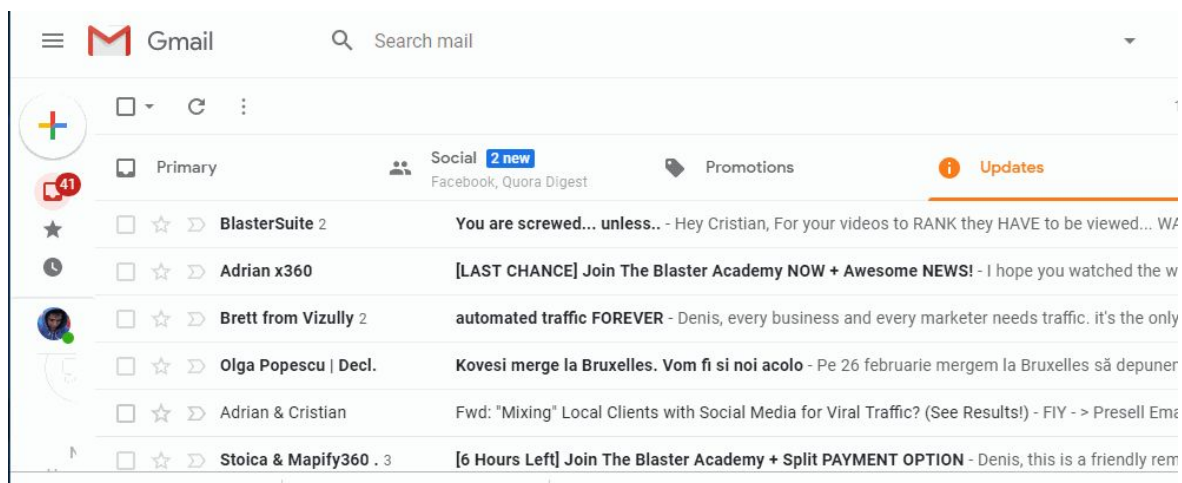 Gmail
Search mail
Primary
Social 2 new
Facebook, Quora Digest
Promotions
Updates
41
BlasterSuite 2 You are screwed... unless.. - Hey Cristian, For your videos to RANK they HAVE to be viewed... WA
Adrian x360 [LAST CHANCE] Join The Blaster Academy NOW + Awesome NEWS! - I hope you watched the w
Brett from Vizully 2 automated traffic FOREVER - Denis, every business and every marketer needs traffic. it's the only
Olga Popescu | Decl. Kovesi merge la Bruxelles. Vom fi si noi acolo - Pe 26 februarie mergem la Bruxelles să depunem
Adrian & Cristian Fwd: "Mixing" Local Clients with Social Media for Viral Traffic? (See Results!) - FIY - > Presell Ema
Stoica & Mapify360 . 3 [6 Hours Left] Join The Blaster Academy + Split PAYMENT OPTION - Denis, this is a friendly rem